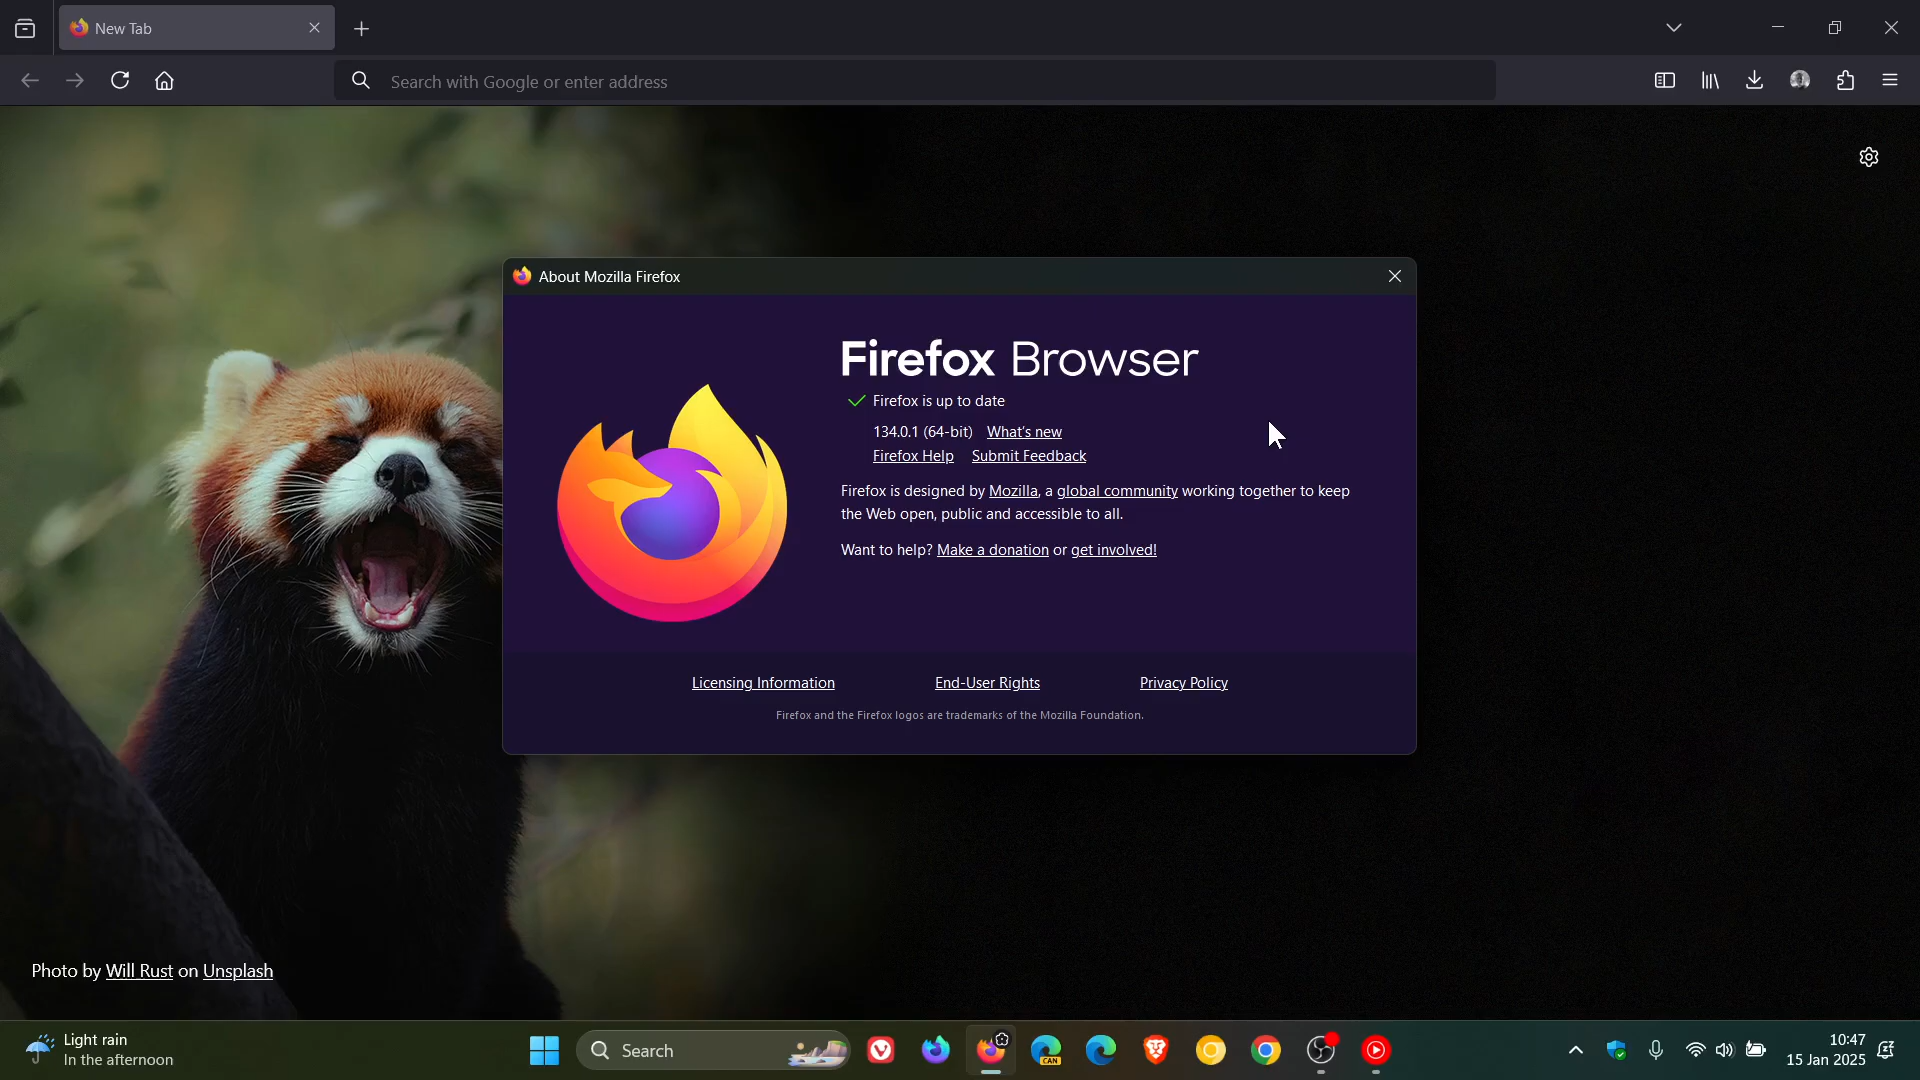 New Tab
Search with Google or enter address
About Mozilla Firefox
Firefox Browser
Firefox is up to date
134.0.1 (64-bit) What's new
Firefox Help Submit Feedback
Firefox is designed by Mozilla, a global community working together to keep
the Web open, public and accessible to all.
Want to help? Make a donation or get involved!
Licensing Information End-User Rights Privacy Policy
Firefox and the Firefox logos are trademarks of the Mozilla Foundation.
Photo by Will Rust on Unsplash
Light rain
In the afternoon
Search
CAN
10:47
15 Jan 2025